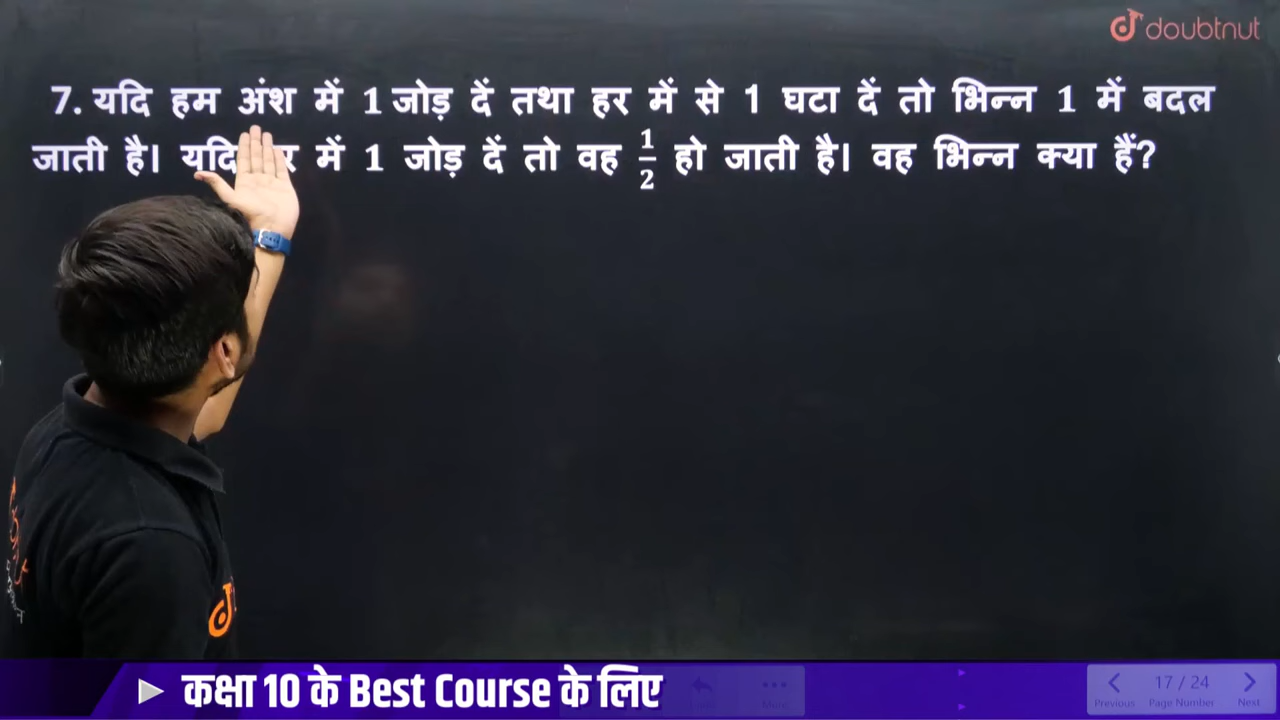 doubtnut
7. यदि हम अंश में 1 जोड़ दें तथा हर में से 1 घटा दें तो भिन्न 1 में बदल
जाती है। यदि में 1 जोड़ दें तो वह 1/2 हो जाती है। वह भिन्न क्या हैं?
कक्षा 10 के Best Course के लिए
17 / 24
Previous Page Number Next